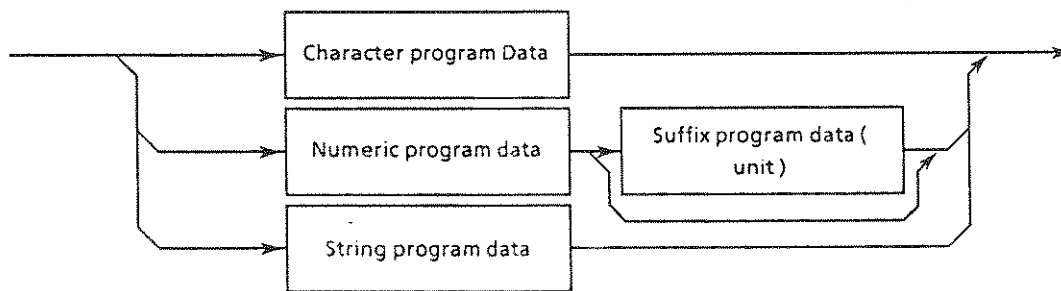 Character program Data
Numeric program data
Suffix program data (
unit )
String program data